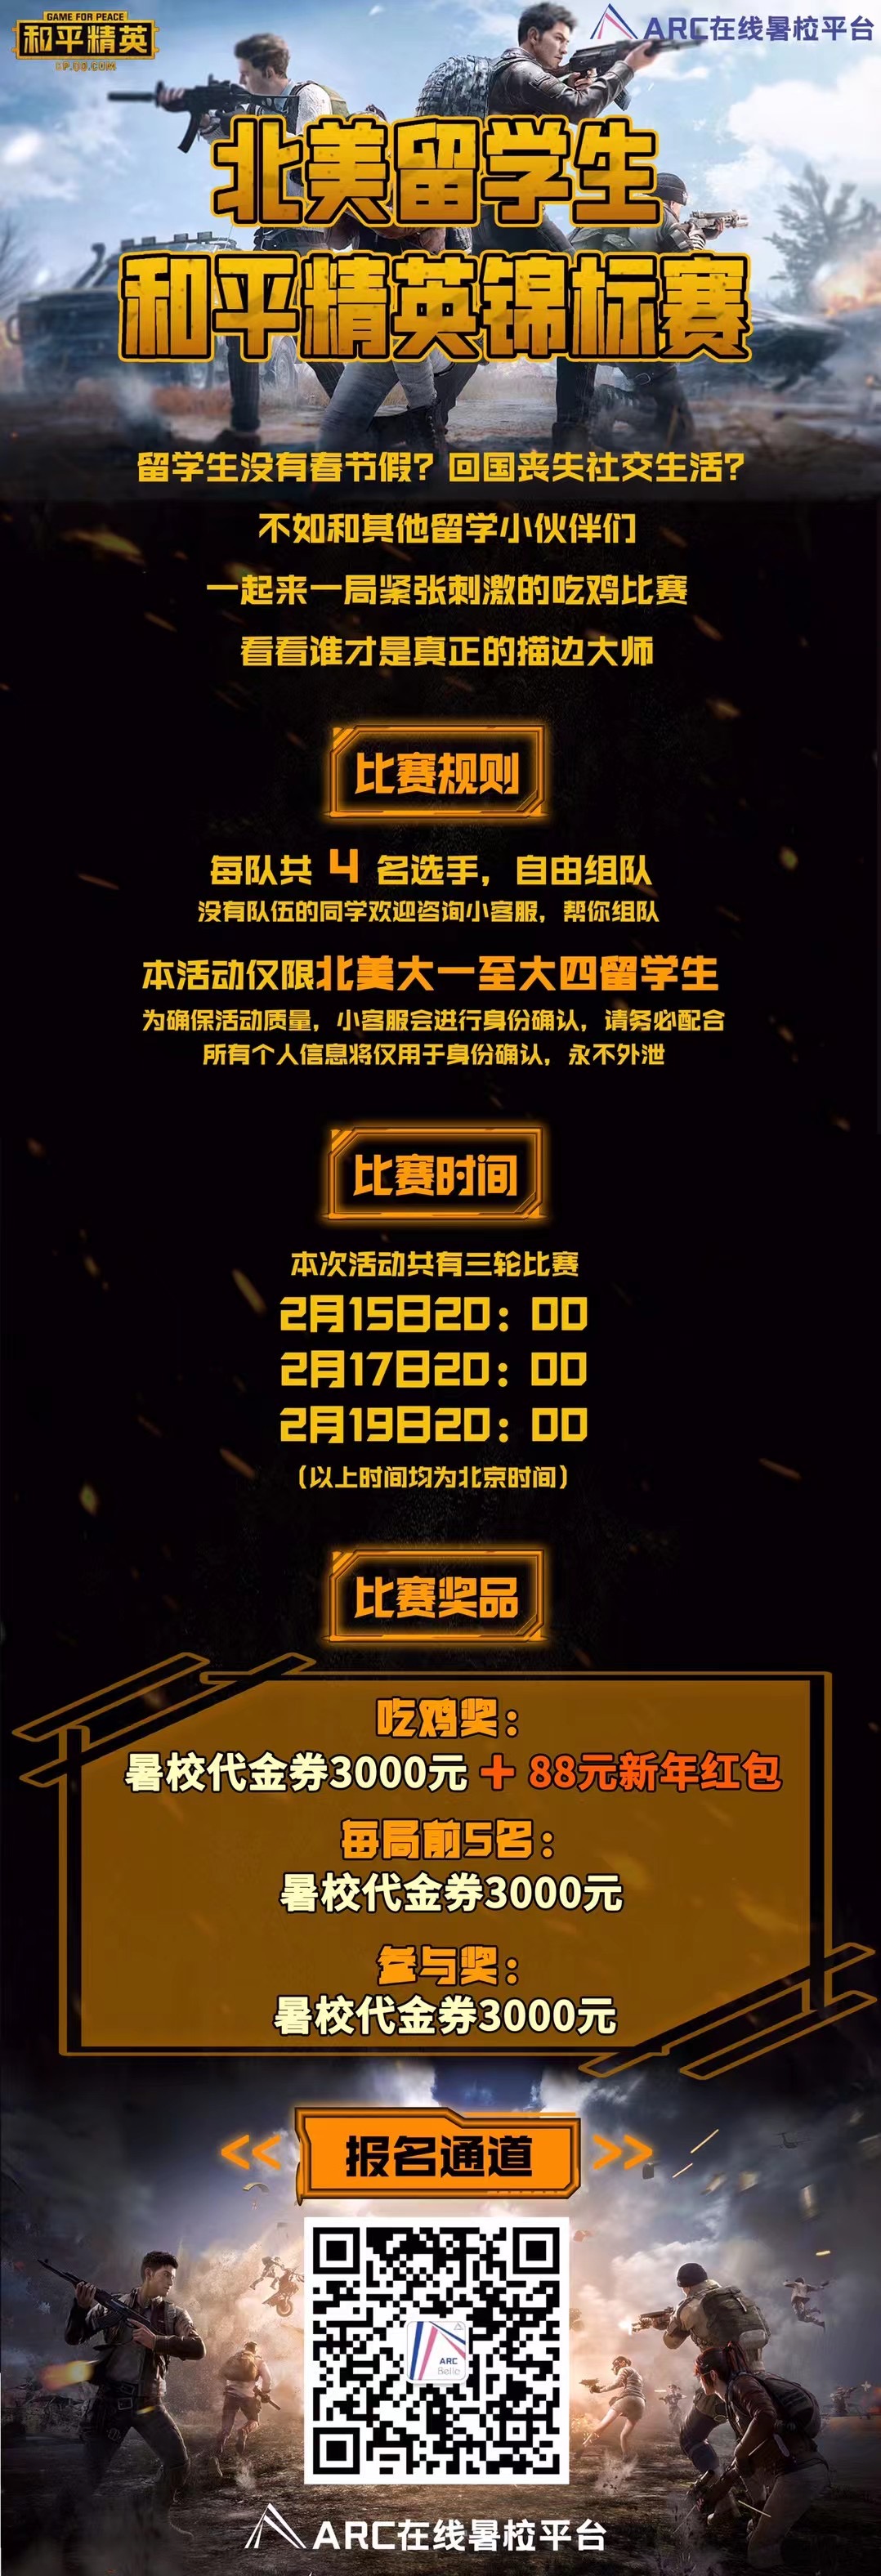 GAME FOR PEACE
和平精英
GP.QQ.COM
ARC在线暑校平台
北美留学生
和平精英锦标赛
留学生没有春节假？回国丧失社交生活？
不如和其他留学小伙伴们
一起来一局紧张刺激的吃鸡比赛
看看谁才是真正的描边大师
比赛规则
每队共 4 名选手，自由组队
没有队伍的同学欢迎咨询小客服，帮你组队
本活动仅限北美大一至大四留学生
为确保活动质量，小客服会进行身份确认，请务必配合
所有个人信息将仅用于身份确认，永不外泄
比赛时间
本次活动共有三轮比赛
2月15日20：00
2月17日20：00
2月19日20：00
（以上时间均为北京时间）
比赛奖品
吃鸡奖：
暑校代金券3000元 + 88元新年红包
每局前5名：
暑校代金券3000元
参与奖：
暑校代金券3000元
<< 报名通道 >>
ARC
ARC在线暑校平台